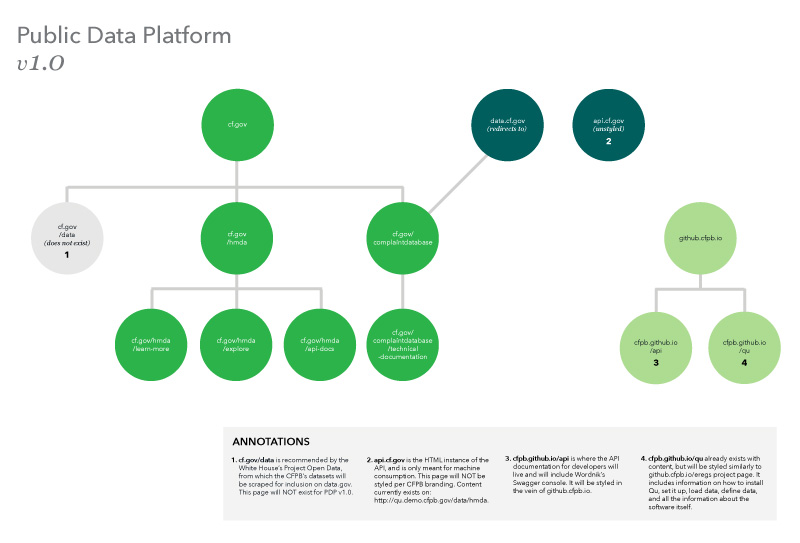 Public Data Platform
v1.0
cf.gov
data.cf.gov
(redirects to)
api.cf.gov
(unstyled)
2
cf.gov
/data
(does not exist)
1
cf.gov
/hmda
cf.gov/
complaintdatabase
github.cfpb.io
cf.gov/hmda
/learn-more
cf.gov/hmda
/explore
cf.gov/hmda
/api-docs
cf.gov/
complaintdatabase
/technical
-documentation
cfpb.github.io
/api
3
cfpb.github.io
/qu
4
ANNOTATIONS
1. cf.gov/data is recommended by the
White House's Project Open Data,
from which the CFPB's datasets will
be scraped for inclusion on data.gov.
This page will NOT exist for PDP v1.0.
2. api.cf.gov is the HTML instance of the
API, and is only meant for machine
consumption. This page will NOT be
styled per CFPB branding. Content
currently exists on:
http://qu.demo.cfpb.gov/data/hmda.
3. cfpb.github.io/api is where the API
documentation for developers will
live and will include Wordnik's
Swagger console. It will be styled in
the vein of github.cfpb.io.
4. cfpb.github.io/qu already exists with
content, but will be styled similarly to
github.cfpb.io/eregs project page. It
includes information on how to install
Qu, set it up, load data, define data,
and all the information about the
software itself.